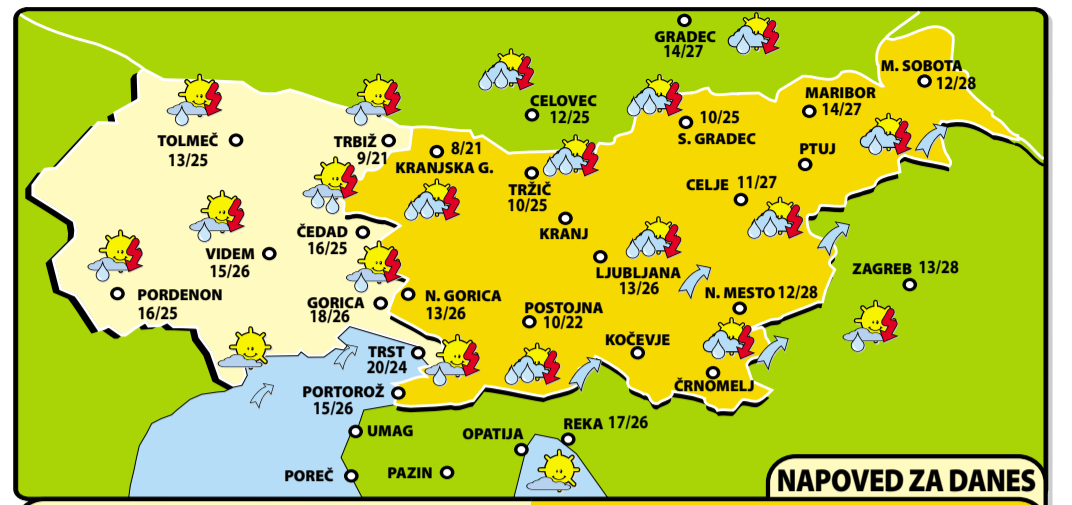 GRADEC
14/27
M. SOBOTA
12/28
CELOVEC
12/25
MARIBOR
14/27
10/25
S. GRADEC
TOLMEČ
13/25
TRBIŽ
9/21
8/21
KRANJSKA G.
PTUJ
TRŽIČ
10/25
CELJE 11/27
KRANJ
ČEDAD
16/25
VIDEM
15/26
LJUBLJANA
13/26
ZAGREB 13/28
PORDENON
16/25
GORICA
18/26
N. GORICA
13/26
N. MESTO 12/28
POSTOJNA
10/22
KOČEVJE
TRST
20/24
ČRNOMELJ
PORTOROŽ
15/26
UMAG
OPATIJA
REKA 17/26
POREČ
PAZIN
NAPOVED ZA DANES